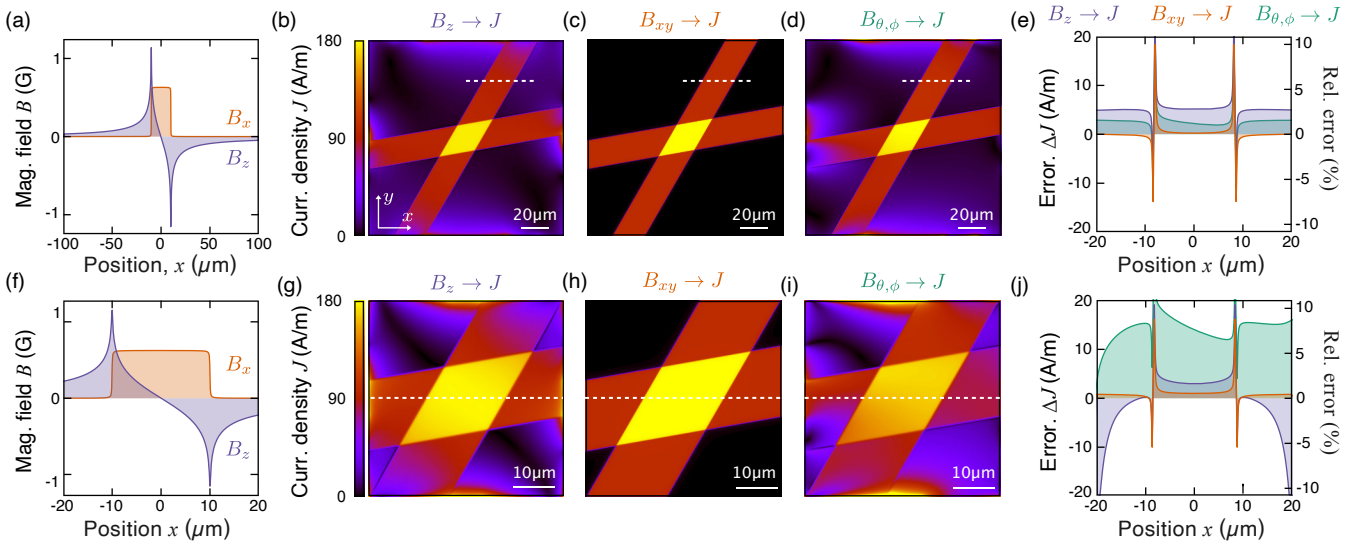 (a)
Mag. field B (G)
1
0
-1
B_x
B_z
-100
-50
0
50
100
Position, x (μm)
(b)
B_z → J
180
90
0
Curr. density J (A/m)
y
x
20μm
(c)
B_xy → J
20μm
(d)
B_θ,ϕ → J
20μm
(e)
B_z → J
B_xy → J
B_θ,ϕ → J
20
10
0
-10
20
Error. ΔJ (A/m)
10
5
0
-5
-10
Rel. error (%)
-20
-10
0
10
20
Position x (μm)
(f)
Mag. field B (G)
1
0
-1
B_x
B_z
-20
-10
0
10
20
Position x (μm)
(g)
B_z → J
180
90
0
Curr. density J (A/m)
10μm
(h)
B_xy → J
10μm
(i)
B_θ,ϕ → J
10μm
(j)
20
10
0
-10
20
Error. ΔJ (A/m)
10
5
0
-5
-10
Rel. error (%)
-20
-10
0
10
20
Position x (μm)